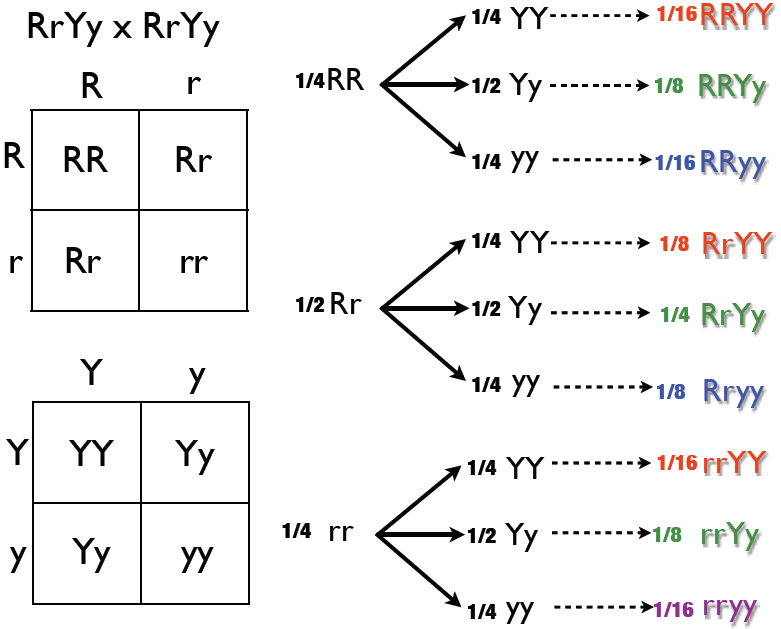 RrYy x RrYy
R r
R RR Rr
r Rr rr
Y y
Y YY Yy
y Yy yy
1/4 RR
1/4 YY 1/16 RRYY
1/2 Yy 1/8 RRYy
1/4 yy 1/16 RRyy
1/2 Rr
1/4 YY 1/8 RrYY
1/2 Yy 1/4 RrYy
1/4 yy 1/8 Rryy
1/4 rr
1/4 YY 1/16 rrYY
1/2 Yy 1/8 rrYy
1/4 yy 1/16 rryy